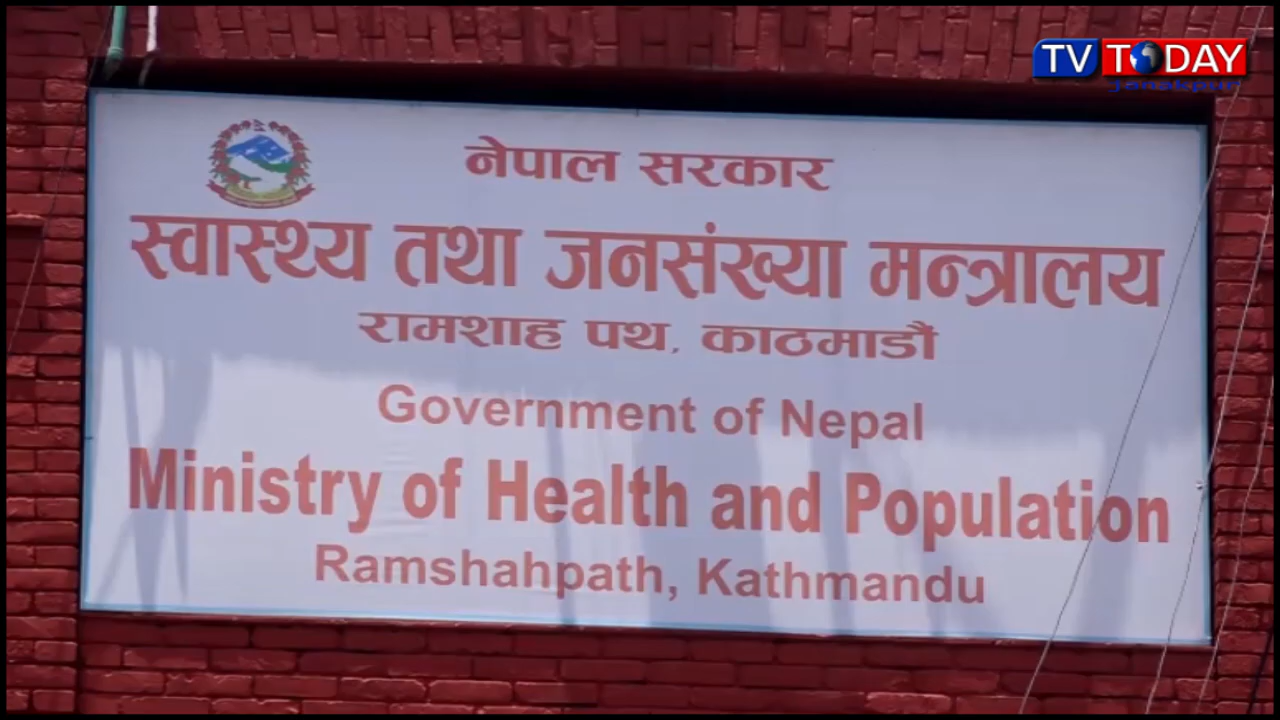 TV TODAY
Janakpur
नेपाल सरकार
स्वास्थ्य तथा जनसंख्या मन्त्रालय
रामशाह पथ, काठमाडौं
Government of Nepal
Ministry of Health and Population
Ramshahpath, Kathmandu